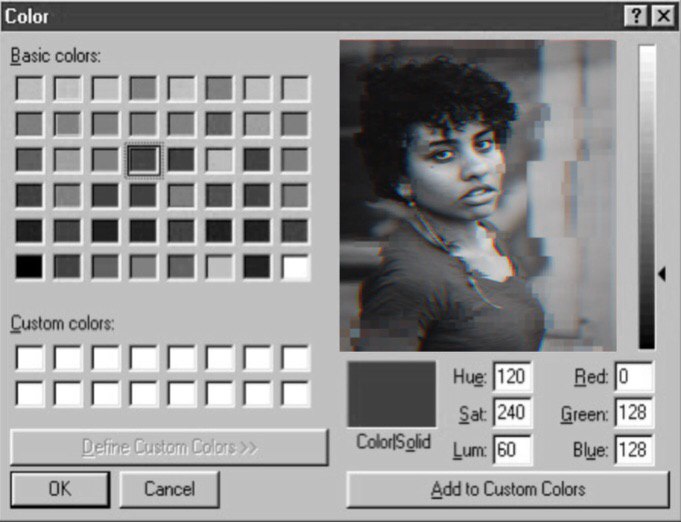 Color
Basic colors:
Custom colors:
Define Custom Colors >>
OK
Cancel
Hue: 120
Sat: 240
Lum: 60
Red: 0
Green: 128
Blue: 128
Color|Solid
Add to Custom Colors